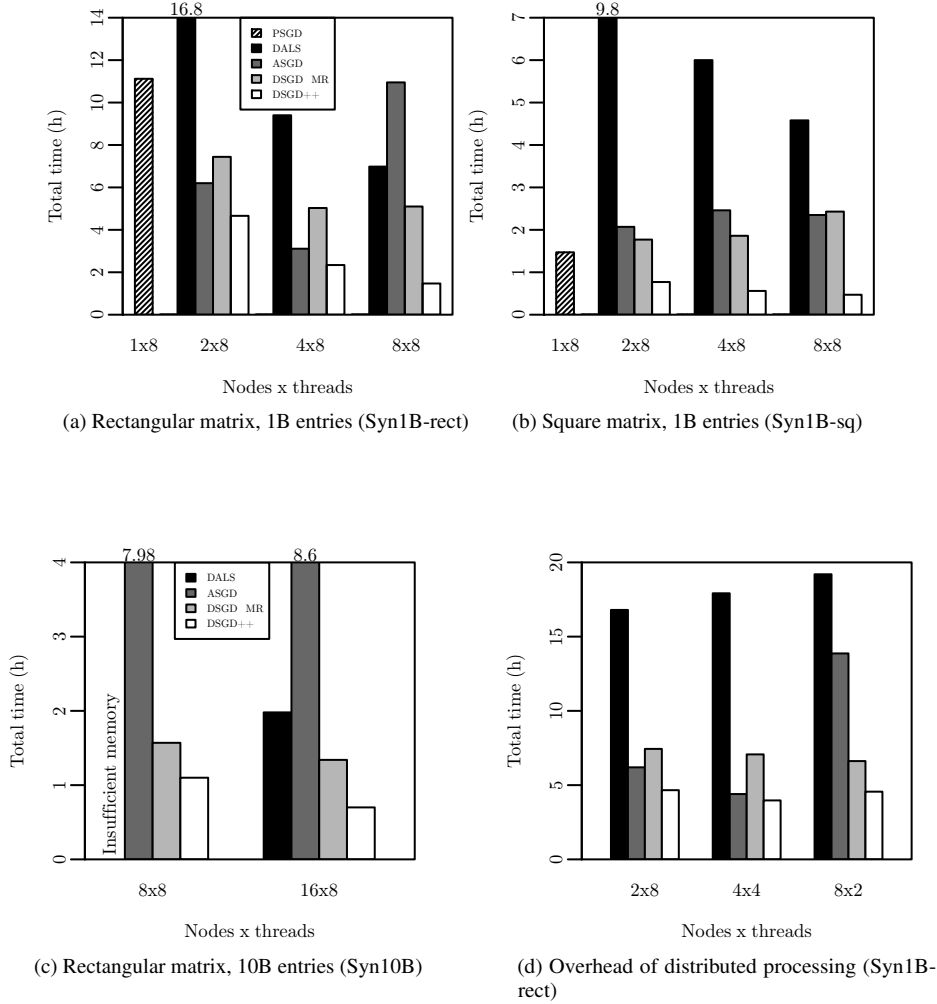 16.8
14
12
10
8
6
4
2
0
Total time (h)
PSGD
DALS
ASGD
DSGD MR
DSGD++
1x8
2x8
4x8
8x8
Nodes x threads
(a) Rectangular matrix, 1B entries (Syn1B-rect)
9.8
7
6
5
4
3
2
1
0
Total time (h)
1x8
2x8
4x8
8x8
Nodes x threads
(b) Square matrix, 1B entries (Syn1B-sq)
7.98
8.6
4
3
2
1
0
Total time (h)
Insufficient memory
DALS
ASGD
DSGD MR
DSGD++
8x8
16x8
Nodes x threads
(c) Rectangular matrix, 10B entries (Syn10B)
20
15
10
5
0
Total time (h)
2x8
4x4
8x2
Nodes x threads
(d) Overhead of distributed processing (Syn1B-
rect)